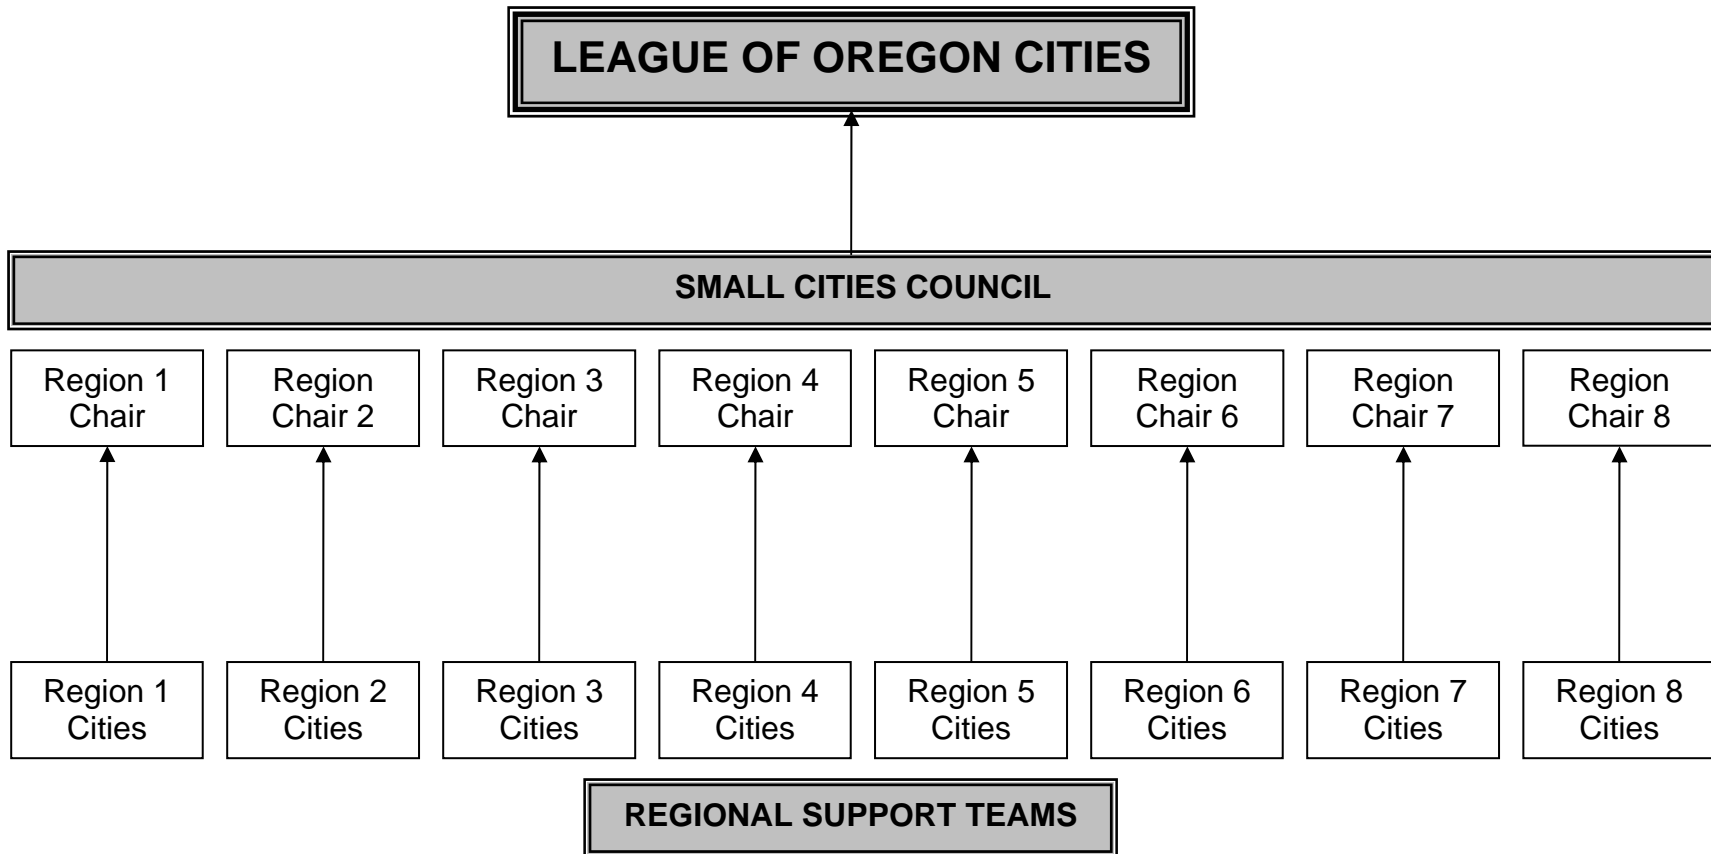 LEAGUE OF OREGON CITIES
SMALL CITIES COUNCIL
Region 1
Chair
Region
Chair 2
Region 3
Chair
Region 4
Chair
Region 5
Chair
Region
Chair 6
Region
Chair 7
Region
Chair 8
Region 1
Cities
Region 2
Cities
Region 3
Cities
Region 4
Cities
Region 5
Cities
Region 6
Cities
Region 7
Cities
Region 8
Cities
REGIONAL SUPPORT TEAMS